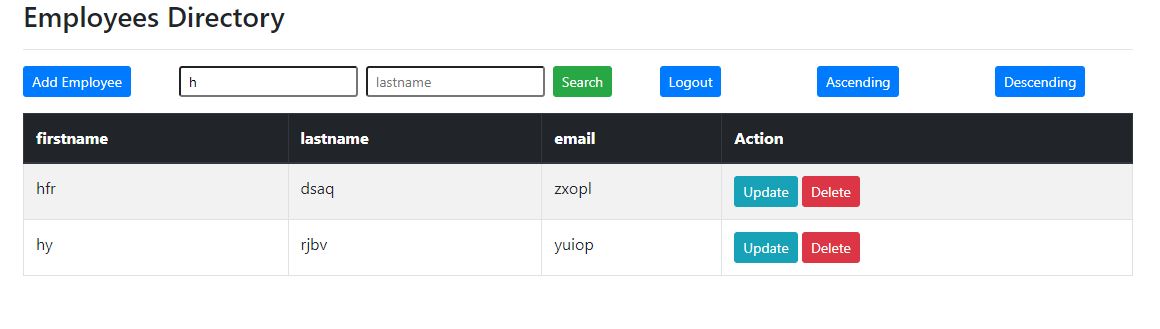 Employees Directory
Add Employee h lastname Search Logout Ascending Descending
firstname lastname email Action
hfr dsaq zxopl Update Delete
hy rjbv yuiop Update Delete